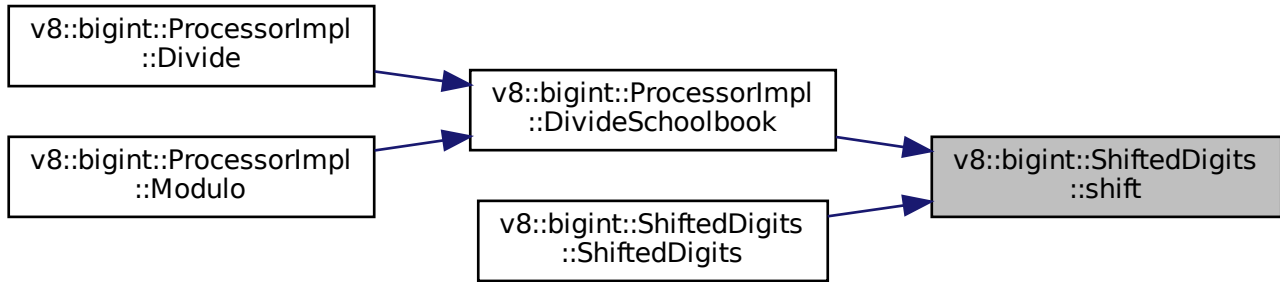 v8::bigint::ProcessorImpl
::Divide
v8::bigint::ProcessorImpl
::Modulo
v8::bigint::ProcessorImpl
::DivideSchoolbook
v8::bigint::ShiftedDigits
::ShiftedDigits
v8::bigint::ShiftedDigits
::shift